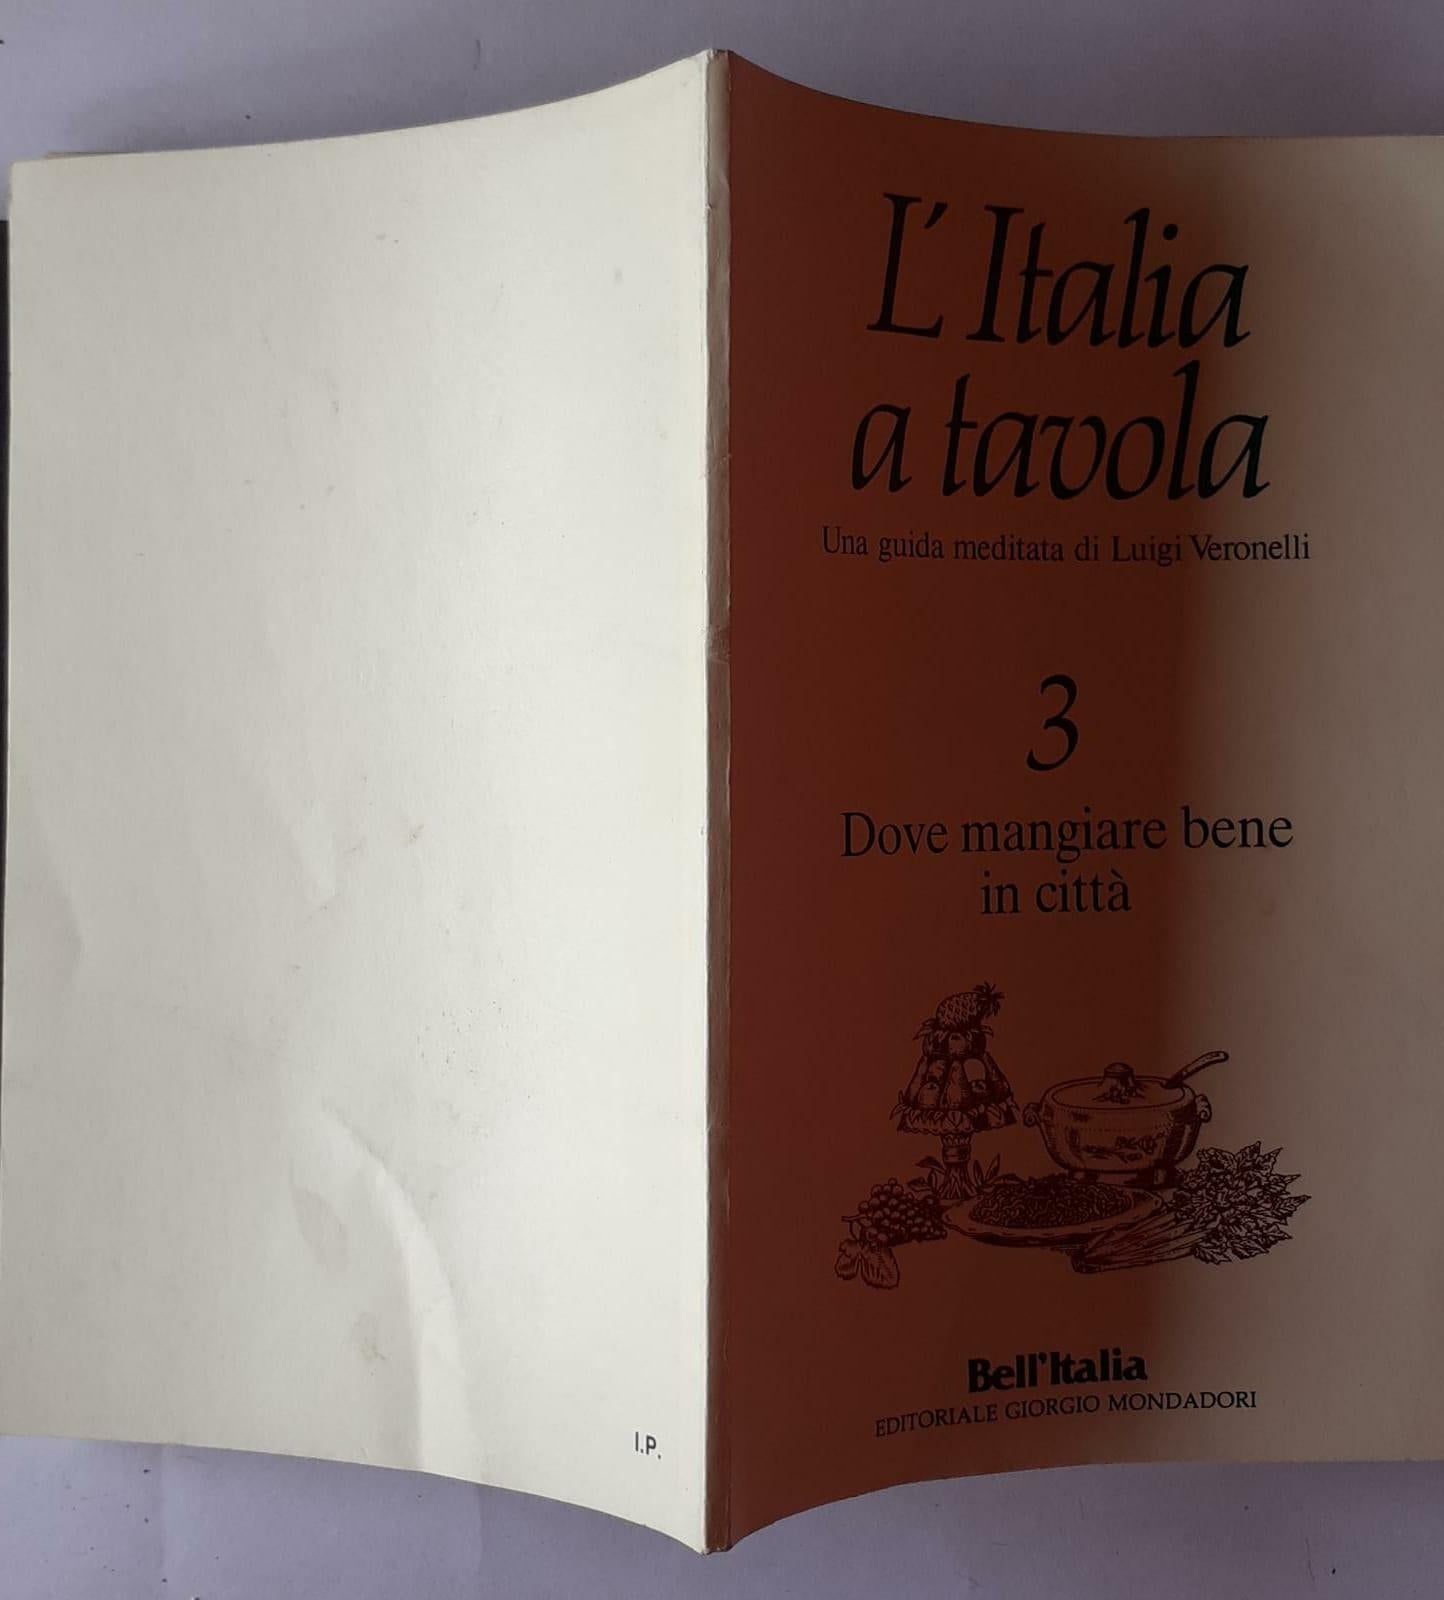 L'Italia
a tavola
Una guida meditata di Luigi Veronelli
3
Dove mangiare bene
in città
Bell'Italia
EDITORIALE GIORGIO MONDADORI
I.P.